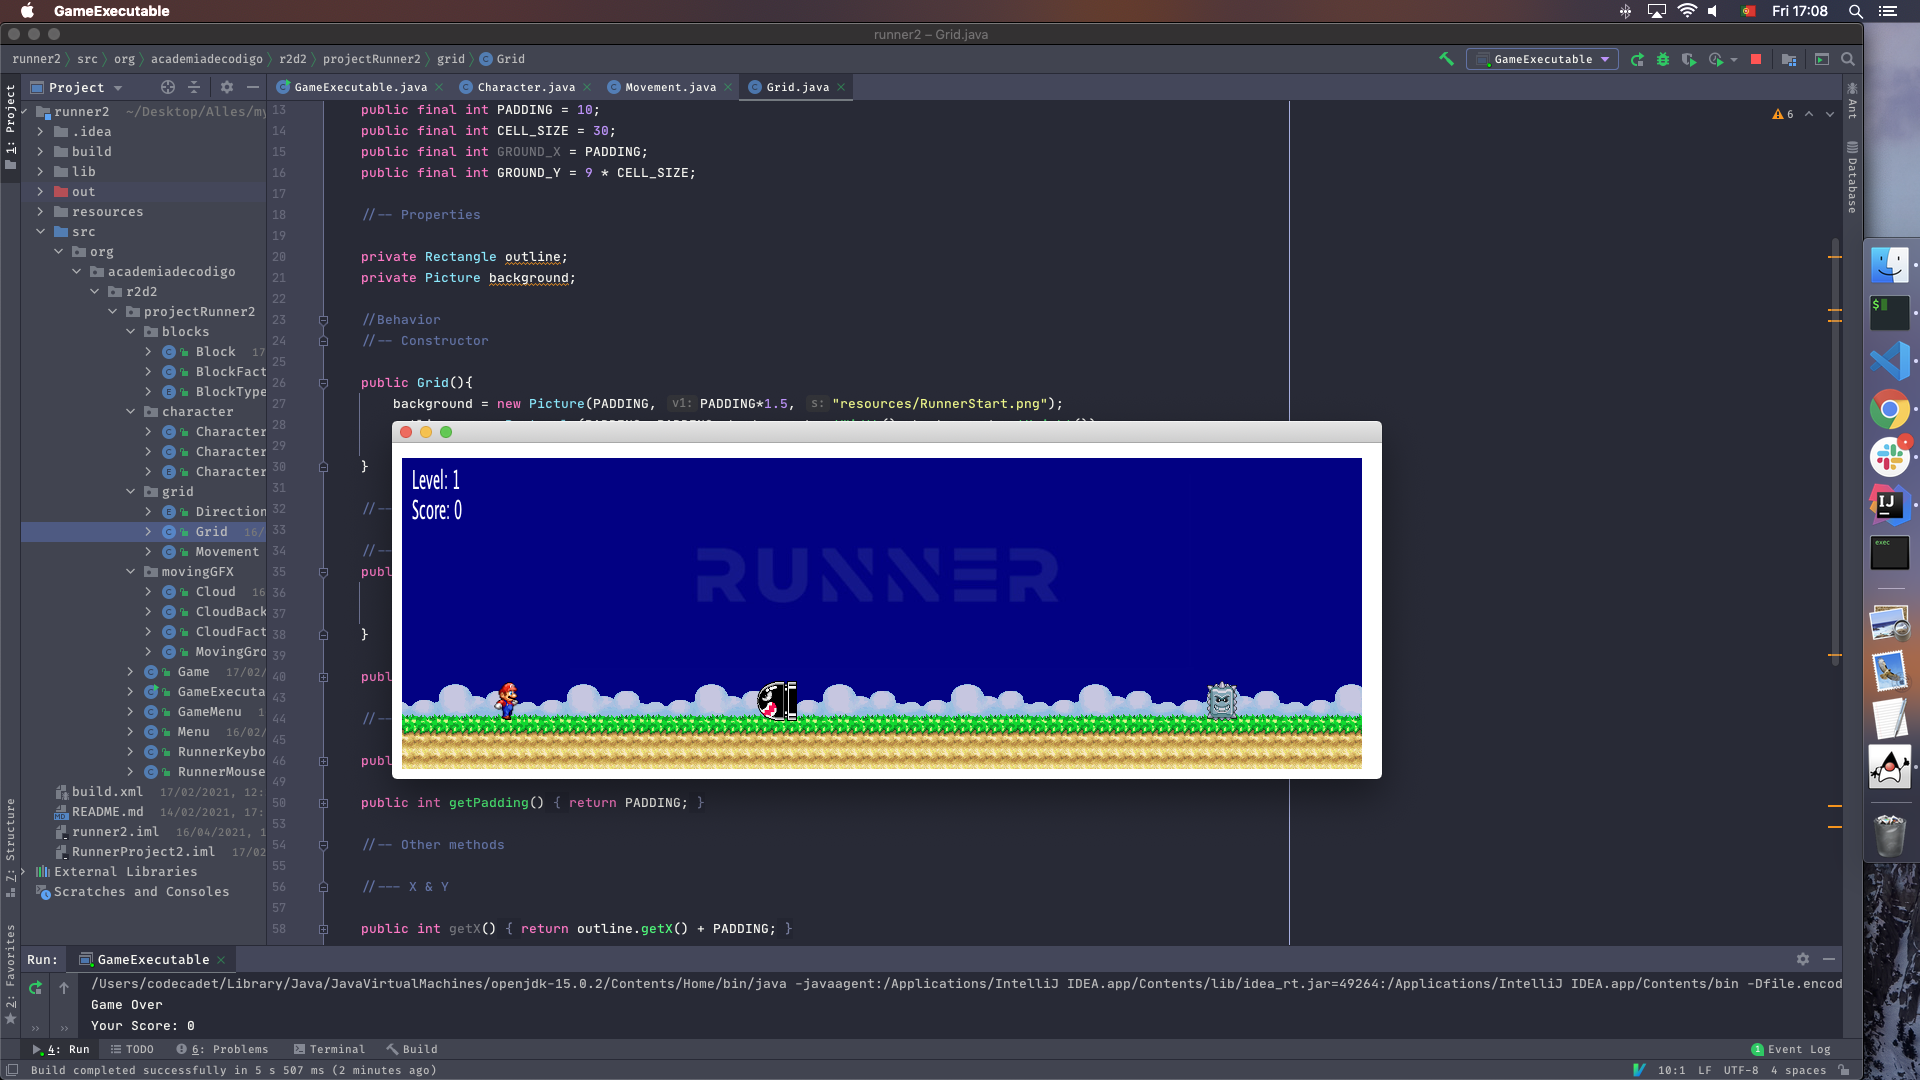 GameExecutable
Fri 17:08
runner2 – Grid.java
runner2 src org academiadecodigo r2d2 projectRunner2 grid Grid
GameExecutable
Project
GameExecutable.java
Character.java
Movement.java
Grid.java
1: Project
Ant
Database
6
runner2 ~/Desktop/Alles/my
.idea
build
lib
out
resources
src
org
academiadecodigo
r2d2
projectRunner2
blocks
Block 17
BlockFact
BlockType
character
Character
Character
Character
grid
Direction
Grid 16/
Movement
movingGFX
Cloud 16
CloudBack
CloudFact
MovingGro
Game 17/02/
GameExecuta
GameMenu 1
Menu 16/02/
RunnerKeybo
RunnerMouse
build.xml 17/02/2021, 12:
README.md 14/02/2021, 17:
runner2.iml 16/04/2021, 1
RunnerProject2.iml 17/02
External Libraries
Scratches and Consoles
13 public final int PADDING = 10;
14 public final int CELL_SIZE = 30;
15 public final int GROUND_X = PADDING;
16 public final int GROUND_Y = 9 * CELL_SIZE;
17
18 //-- Properties
19
20 private Rectangle outline;
21 private Picture background;
22
23 //Behavior
24 //-- Constructor
25
26 public Grid(){
27 background = new Picture(PADDING, v1: PADDING*1.5, s: "resources/RunnerStart.png");
28
29
30 }
31
32 //--
33
34 //--
35 publ
36
37
38 }
39
40 publ
43
44 //--
45
46 publ
49
50 public int getPadding() { return PADDING; }
53
54 //-- Other methods
55
56 //--- X & Y
57
58 public int getX() { return outline.getX() + PADDING; }
Level: 1
Score: 0
RUNNER
$
IJ
exec
Z: Structure
2: Favorites
Run: GameExecutable
/Users/codecadet/Library/Java/JavaVirtualMachines/openjdk-15.0.2/Contents/Home/bin/java -javaagent:/Applications/IntelliJ IDEA.app/Contents/lib/idea_rt.jar=49264:/Applications/IntelliJ IDEA.app/Contents/bin -Dfile.encod
Game Over
Your Score: 0
4: Run TODO 6: Problems Terminal Build
1 Event Log
Build completed successfully in 5 s 507 ms (2 minutes ago)
10:1 LF UTF-8 4 spaces